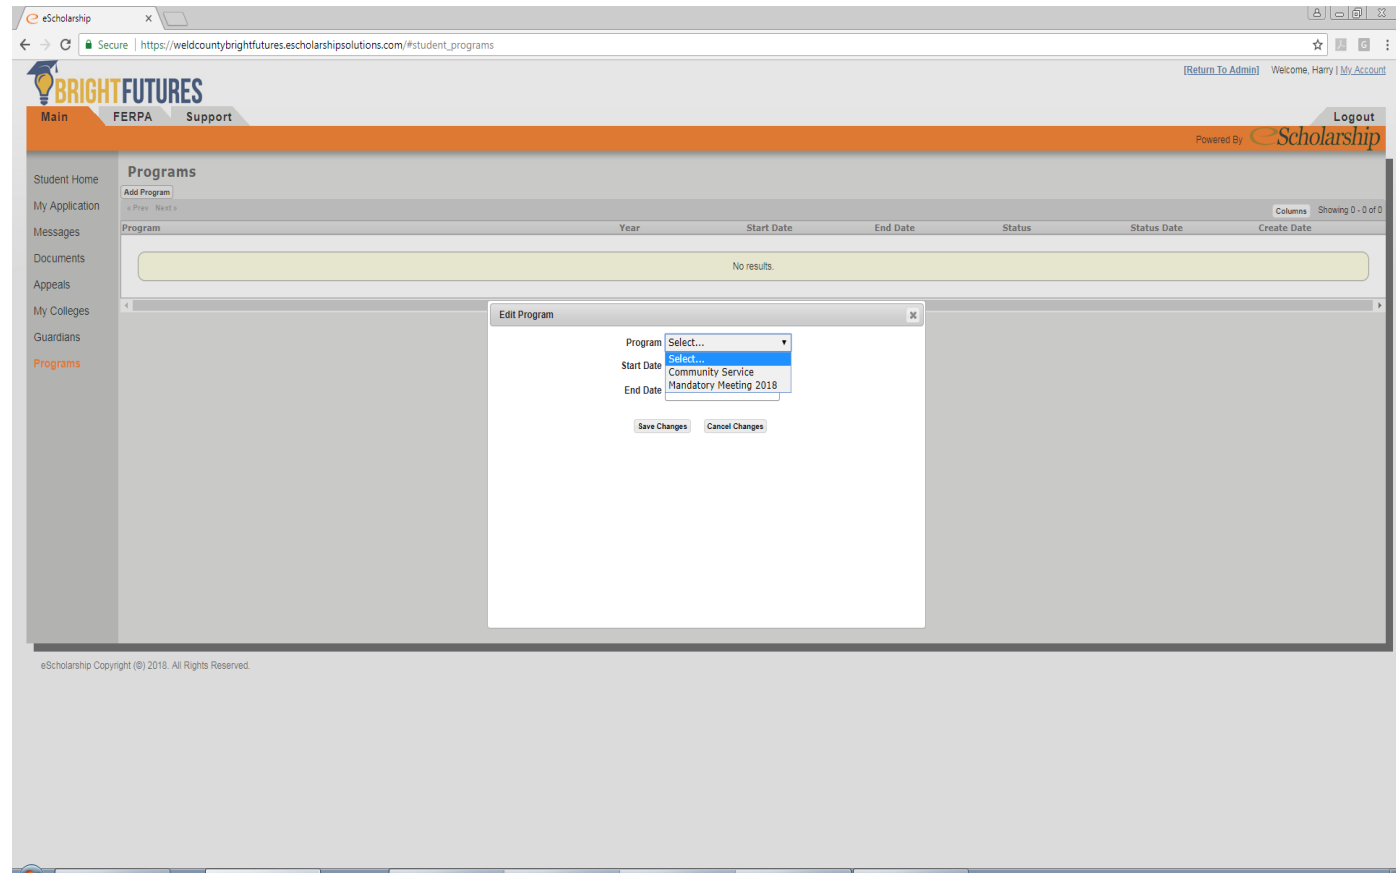 eScholarship
Secure | https://weldcountybrightfutures.escholarshipsolutions.com/#student_programs
[Return To Admin] Welcome, Harry | My Account
BRIGHTFUTURES
Main FERPA Support Logout
Powered By eScholarship
Student Home
My Application
Messages
Documents
Appeals
My Colleges
Guardians
Programs
Programs
Add Program
« Prev Next » Columns Showing 0 - 0 of 0
Program Year Start Date End Date Status Status Date Create Date
No results.
Edit Program
Program Select...
Select...
Start Date
Community Service
Mandatory Meeting 2018
End Date
Save Changes Cancel Changes
eScholarship Copyright (©) 2018. All Rights Reserved.